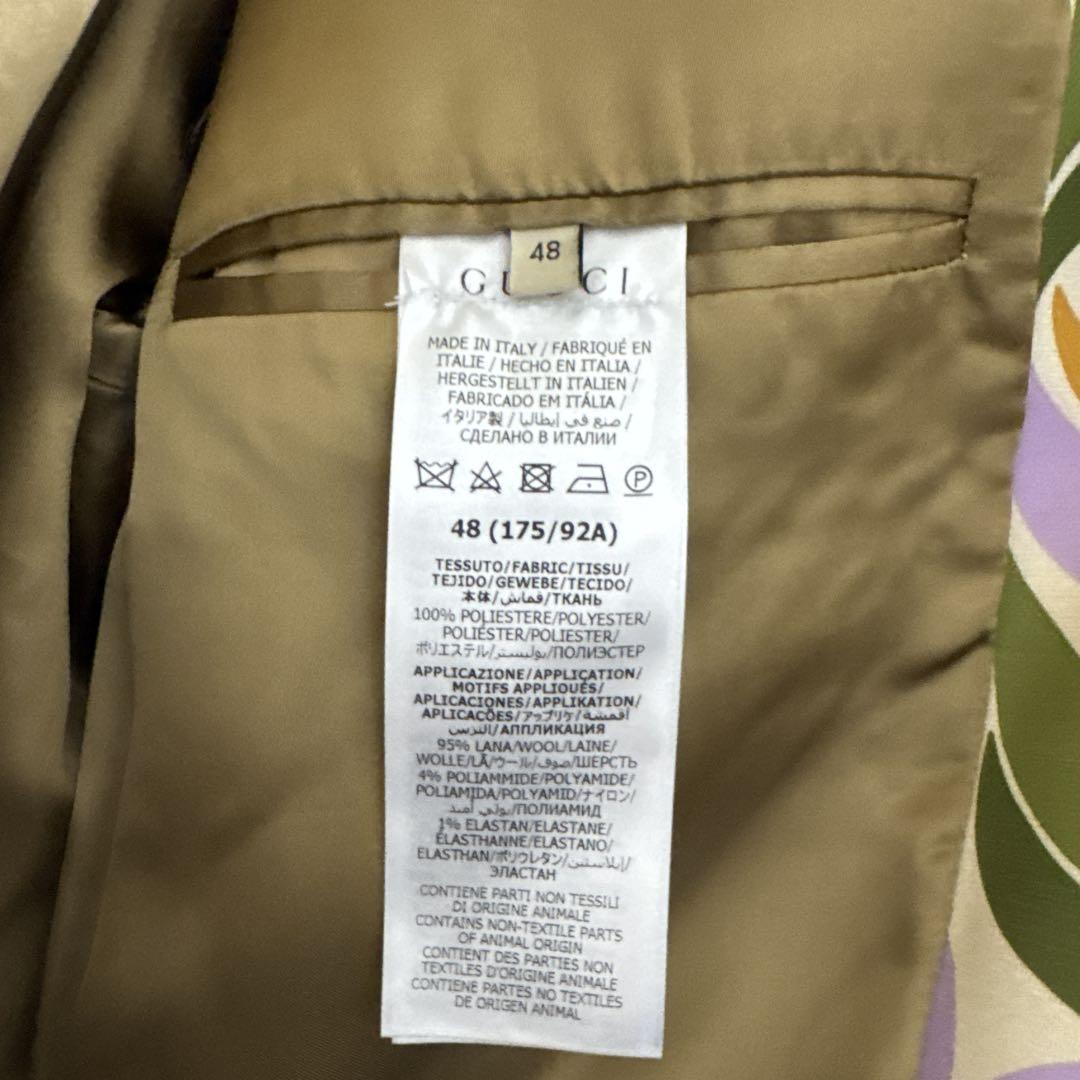 48
GUCCI
MADE IN ITALY / FABRIQUÉ EN
ITALIE / HECHO EN ITALIA /
HERGESTELLT IN ITALIEN /
FABRICADO EM ITÁLIA /
イタリア製 / صنع في إيطاليا /
СДЕЛАНО В ИТАЛИИ
P
48 (175/92A)
TESSUTO/FABRIC/TISSU/
TEJIDO/GEWEBE/TECIDO/
本体/قماش/ТКАНЬ
100% POLIESTERE/POLYESTER/
POLIÉSTER/POLIESTER/
ポリエステル/بوليستر/ПОЛИЭСТЕР
APPLICAZIONE/APPLICATION/
MOTIFS APPLIQUÉS/
APLICACIONES/APPLIKATION/
APLICAÇÕES/アップリケ/أقمشة
/АППЛИКАЦИЯ
95% LANA/WOOL/LAINE/
WOLLE/LÃ/ウール/صوف/ШЕРСТЬ
4% POLIAMMIDE/POLYAMIDE/
POLIAMIDA/POLYAMID/ナイロン/
بولي أميد/ПОЛИАМИД
1% ELASTAN/ELASTANE/
ÉLASTHANNE/ELASTANO/
ELASTHAN/ポリウレタン/إيلاستين/
ЭЛАСТАН
CONTIENE PARTI NON TESSILI
DI ORIGINE ANIMALE
CONTAINS NON-TEXTILE PARTS
OF ANIMAL ORIGIN
CONTIENT DES PARTIES NON
TEXTILES D'ORIGINE ANIMALE
CONTIENE PARTES NO TEXTILES
DE ORIGEN ANIMAL